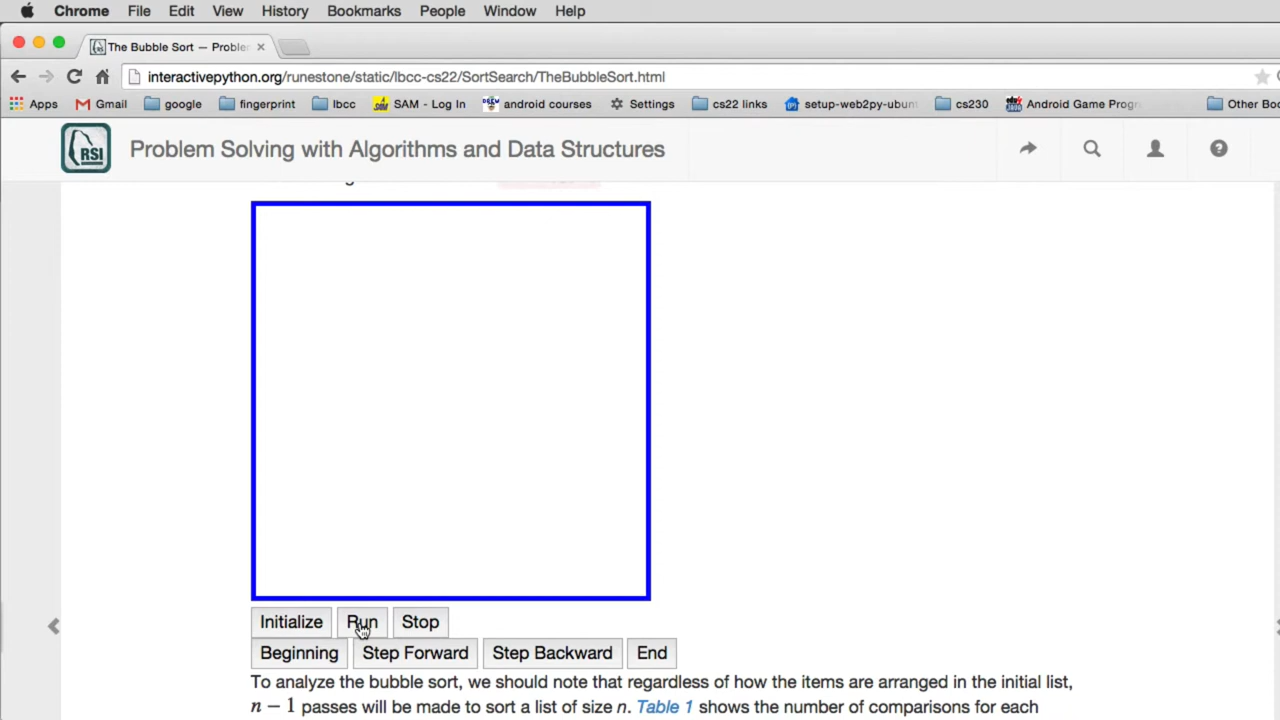 Chrome File Edit View History Bookmarks People Window Help
The Bubble Sort — Proble
interactivepython.org/runestone/static/lbcc-cs22/SortSearch/TheBubbleSort.html
Apps Gmail google fingerprint lbcc SAM - Log In android courses Settings cs22 links setup-web2py-ubunt cs230 Android Game Progr Other Boo
RSI Problem Solving with Algorithms and Data Structures
Initialize Run Stop
Beginning Step Forward Step Backward End
To analyze the bubble sort, we should note that regardless of how the items are arranged in the initial list,
n − 1 passes will be made to sort a list of size n. Table 1 shows the number of comparisons for each